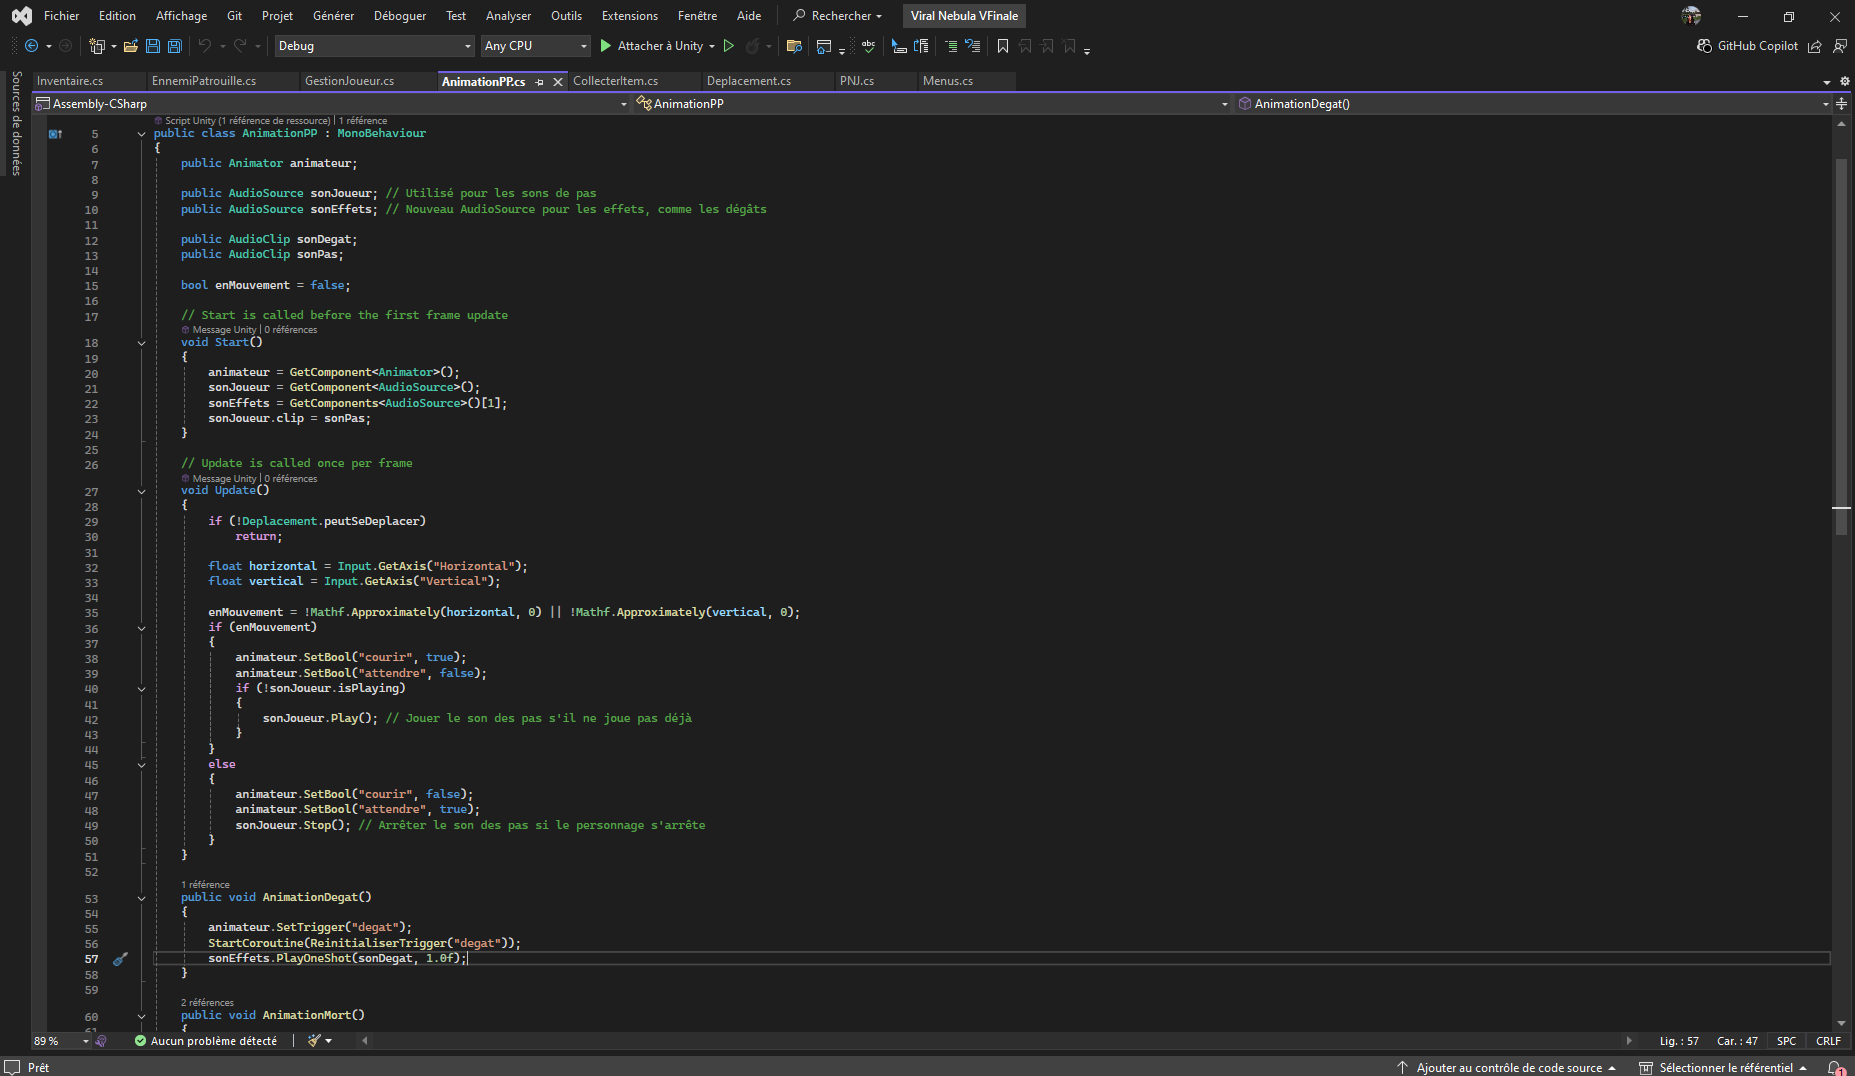 Fichier Edition Affichage Git Projet Générer Déboguer Test Analyser Outils Extensions Fenêtre Aide Rechercher Viral Nebula VFinale
Debug Any CPU Attacher à Unity abc GitHub Copilot
Sources de données
Inventaire.cs EnnemiPatrouille.cs GestionJoueur.cs AnimationPP.cs CollecterItem.cs Deplacement.cs PNJ.cs Menus.cs
Assembly-CSharp AnimationPP AnimationDegat()
Script Unity (1 référence de ressource) | 1 référence
5 public class AnimationPP : MonoBehaviour
6 {
7 public Animator animateur;
8
9 public AudioSource sonJoueur; // Utilisé pour les sons de pas
10 public AudioSource sonEffets; // Nouveau AudioSource pour les effets, comme les dégâts
11
12 public AudioClip sonDegat;
13 public AudioClip sonPas;
14
15 bool enMouvement = false;
16
17 // Start is called before the first frame update
Message Unity | 0 références
18 void Start()
19 {
20 animateur = GetComponent<Animator>();
21 sonJoueur = GetComponent<AudioSource>();
22 sonEffets = GetComponents<AudioSource>()[1];
23 sonJoueur.clip = sonPas;
24 }
25
26 // Update is called once per frame
Message Unity | 0 références
27 void Update()
28 {
29 if (!Deplacement.peutSeDeplacer)
30 return;
31
32 float horizontal = Input.GetAxis("Horizontal");
33 float vertical = Input.GetAxis("Vertical");
34
35 enMouvement = !Mathf.Approximately(horizontal, 0) || !Mathf.Approximately(vertical, 0);
36 if (enMouvement)
37 {
38 animateur.SetBool("courir", true);
39 animateur.SetBool("attendre", false);
40 if (!sonJoueur.isPlaying)
41 {
42 sonJoueur.Play(); // Jouer le son des pas s'il ne joue pas déjà
43 }
44 }
45 else
46 {
47 animateur.SetBool("courir", false);
48 animateur.SetBool("attendre", true);
49 sonJoueur.Stop(); // Arrêter le son des pas si le personnage s'arrête
50 }
51 }
52
1 référence
53 public void AnimationDegat()
54 {
55 animateur.SetTrigger("degat");
56 StartCoroutine(ReinitialiserTrigger("degat"));
57 sonEffets.PlayOneShot(sonDegat, 1.0f);
58 }
59
2 références
60 public void AnimationMort()
61 {
89 % Aucun problème détecté Lig. : 57 Car. : 47 SPC CRLF
Prêt Ajouter au contrôle de code source Sélectionner le référentiel 1